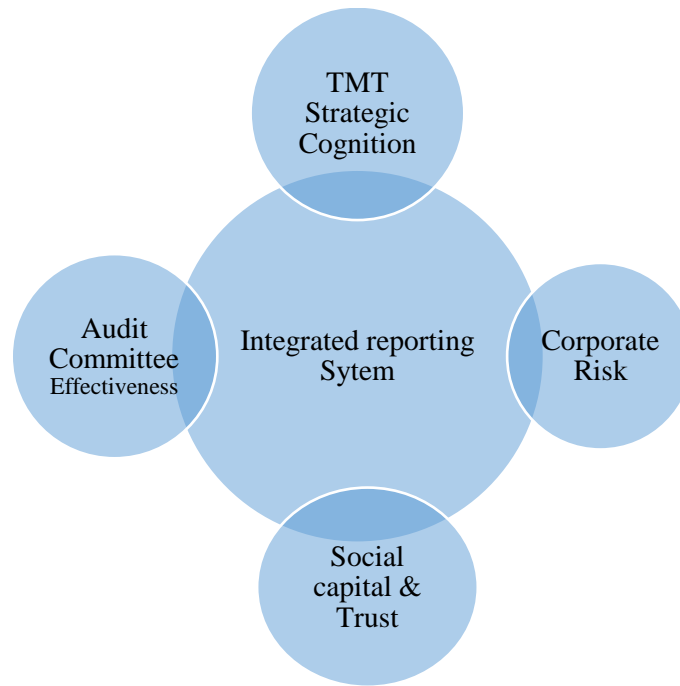 TMT
Strategic
Cognition
Audit
Committee
Effectiveness
Integrated reporting
Sytem
Corporate
Risk
Social
capital &
Trust